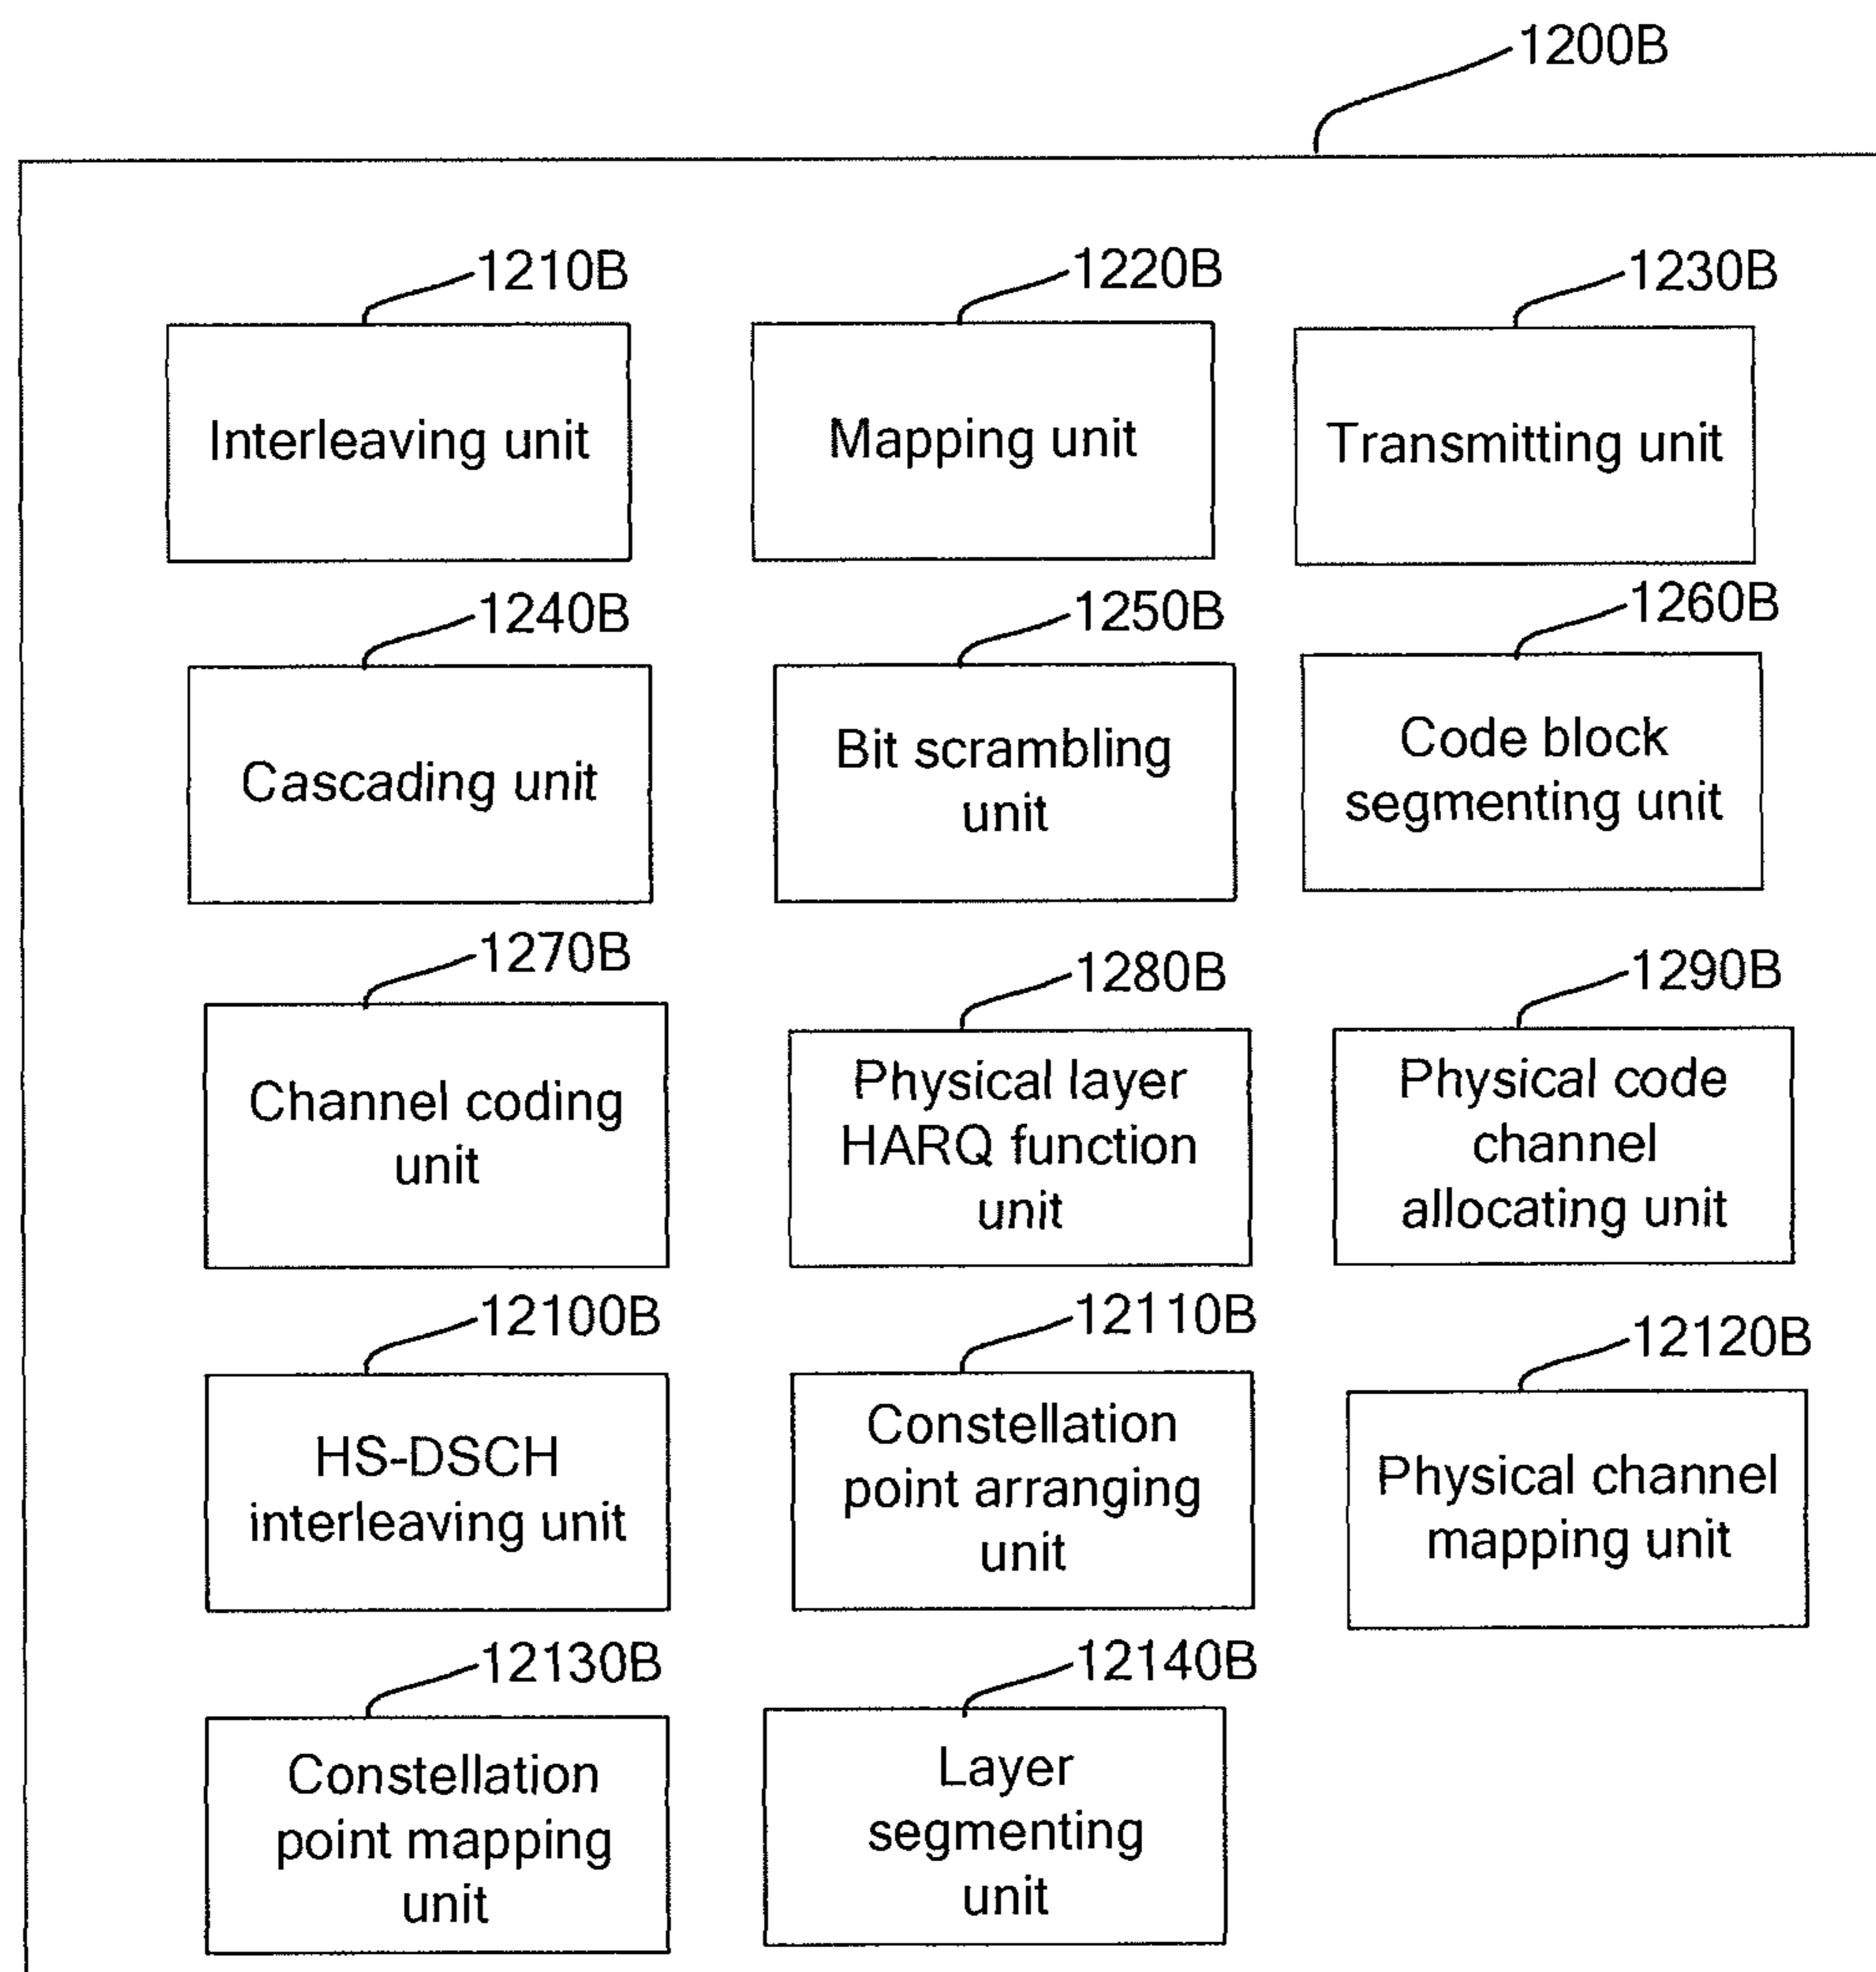 1200B
1210B
1220B
1230B
Interleaving unit
Mapping unit
Transmitting unit
1240B
1250B
1260B
Cascading unit
Bit scrambling
unit
Code block
segmenting unit
1270B
1280B
1290B
Channel coding
unit
Physical layer
HARQ function
unit
Physical code
channel
allocating unit
12100B
12110B
12120B
HS-DSCH
interleaving unit
Constellation
point arranging
unit
Physical channel
mapping unit
12130B
12140B
Constellation
point mapping
unit
Layer
segmenting
unit